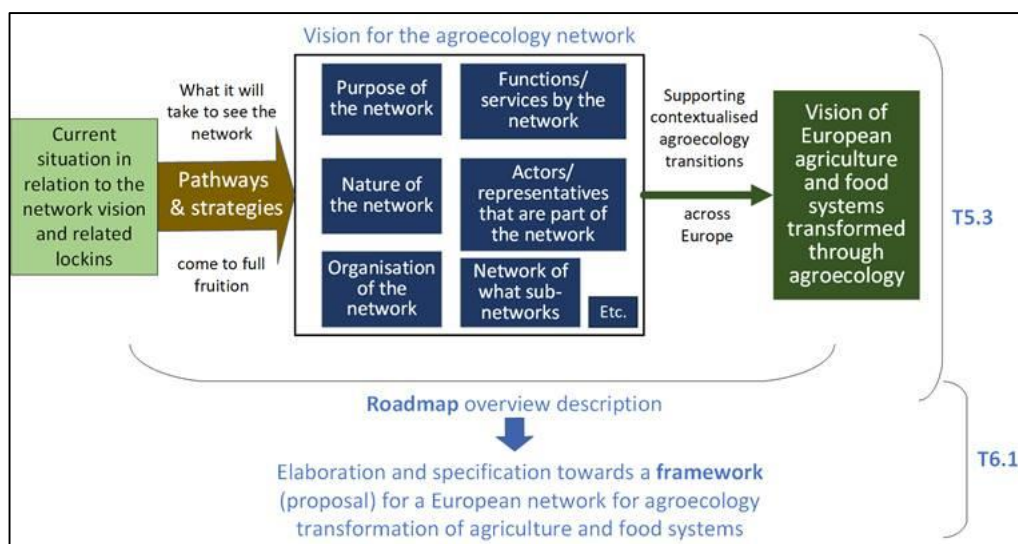 Vision for the agroecology network
Current
situation in
relation to the
network vision
and related
lockins
What it will
take to see the
network
Pathways
& strategies
come to full
fruition
Purpose of
the network
Functions/
services by the
network
Nature of
the network
Actors/
representatives
that are part of
the network
Organisation of
the network
Network of
what sub-
networks
Etc.
Supporting
contextualised
agroecology
transitions
across
Europe
Vision of
European
agriculture
and food
systems
transformed
through
agroecology
T5.3
Roadmap overview description
T6.1
Elaboration and specification towards a framework
(proposal) for a European network for agroecology
transformation of agriculture and food systems